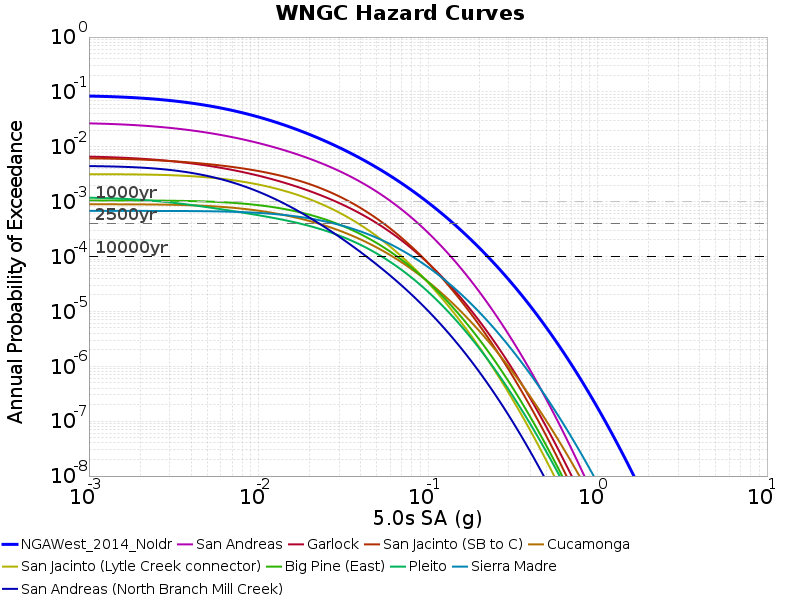 WNGC Hazard Curves
Annual Probability of Exceedance
10^0
10^-1
10^-2
10^-3
10^-4
10^-5
10^-6
10^-7
10^-8
1000yr
2500yr
10000yr
10^-3 10^-2 10^-1 10^0 10^1
5.0s SA (g)
NGAWest_2014_NoIdr San Andreas Garlock San Jacinto (SB to C) Cucamonga
San Jacinto (Lytle Creek connector) Big Pine (East) Pleito Sierra Madre
San Andreas (North Branch Mill Creek)